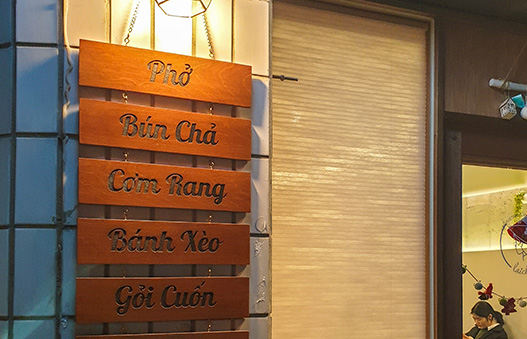 Phở
Bún Chả
Cơm Rang
Bánh Xèo
Gỏi Cuốn